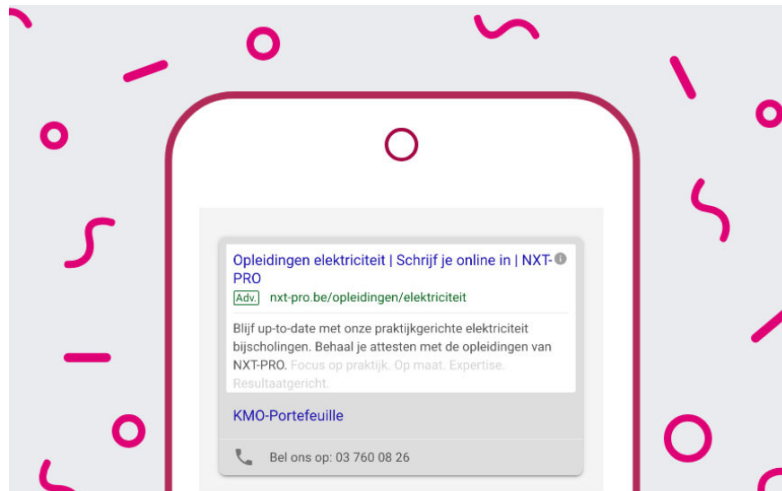 Opleidingen elektriciteit | Schrijf je online in | NXT-
PRO
Adv. nxt-pro.be/opleidingen/elektriciteit
Blijf up-to-date met onze praktijkgerichte elektriciteit
bijscholingen. Behaal je attesten met de opleidingen van
NXT-PRO. Focus op praktijk. Op maat. Expertise.
Resultaatgericht.
KMO-Portefeuille
Bel ons op: 03 760 08 26